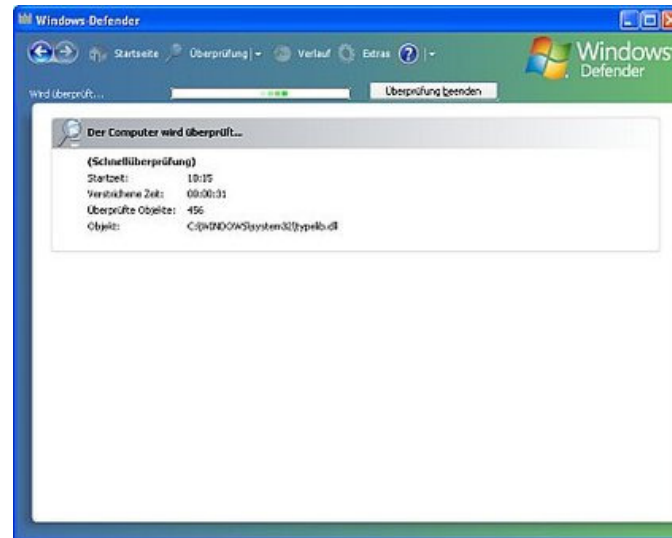 Windows-Defender
Startseite Überprüfung Verlauf Extras
Windows
Defender
Wird überprüft...
Überprüfung beenden
Der Computer wird überprüft...
(Schnellüberprüfung)
Startzeit: 10:15
Verstrichene Zeit: 00:00:31
Überprüfte Objekte: 456
Objekt: C:\WINDOWS\system32\typelib.dll